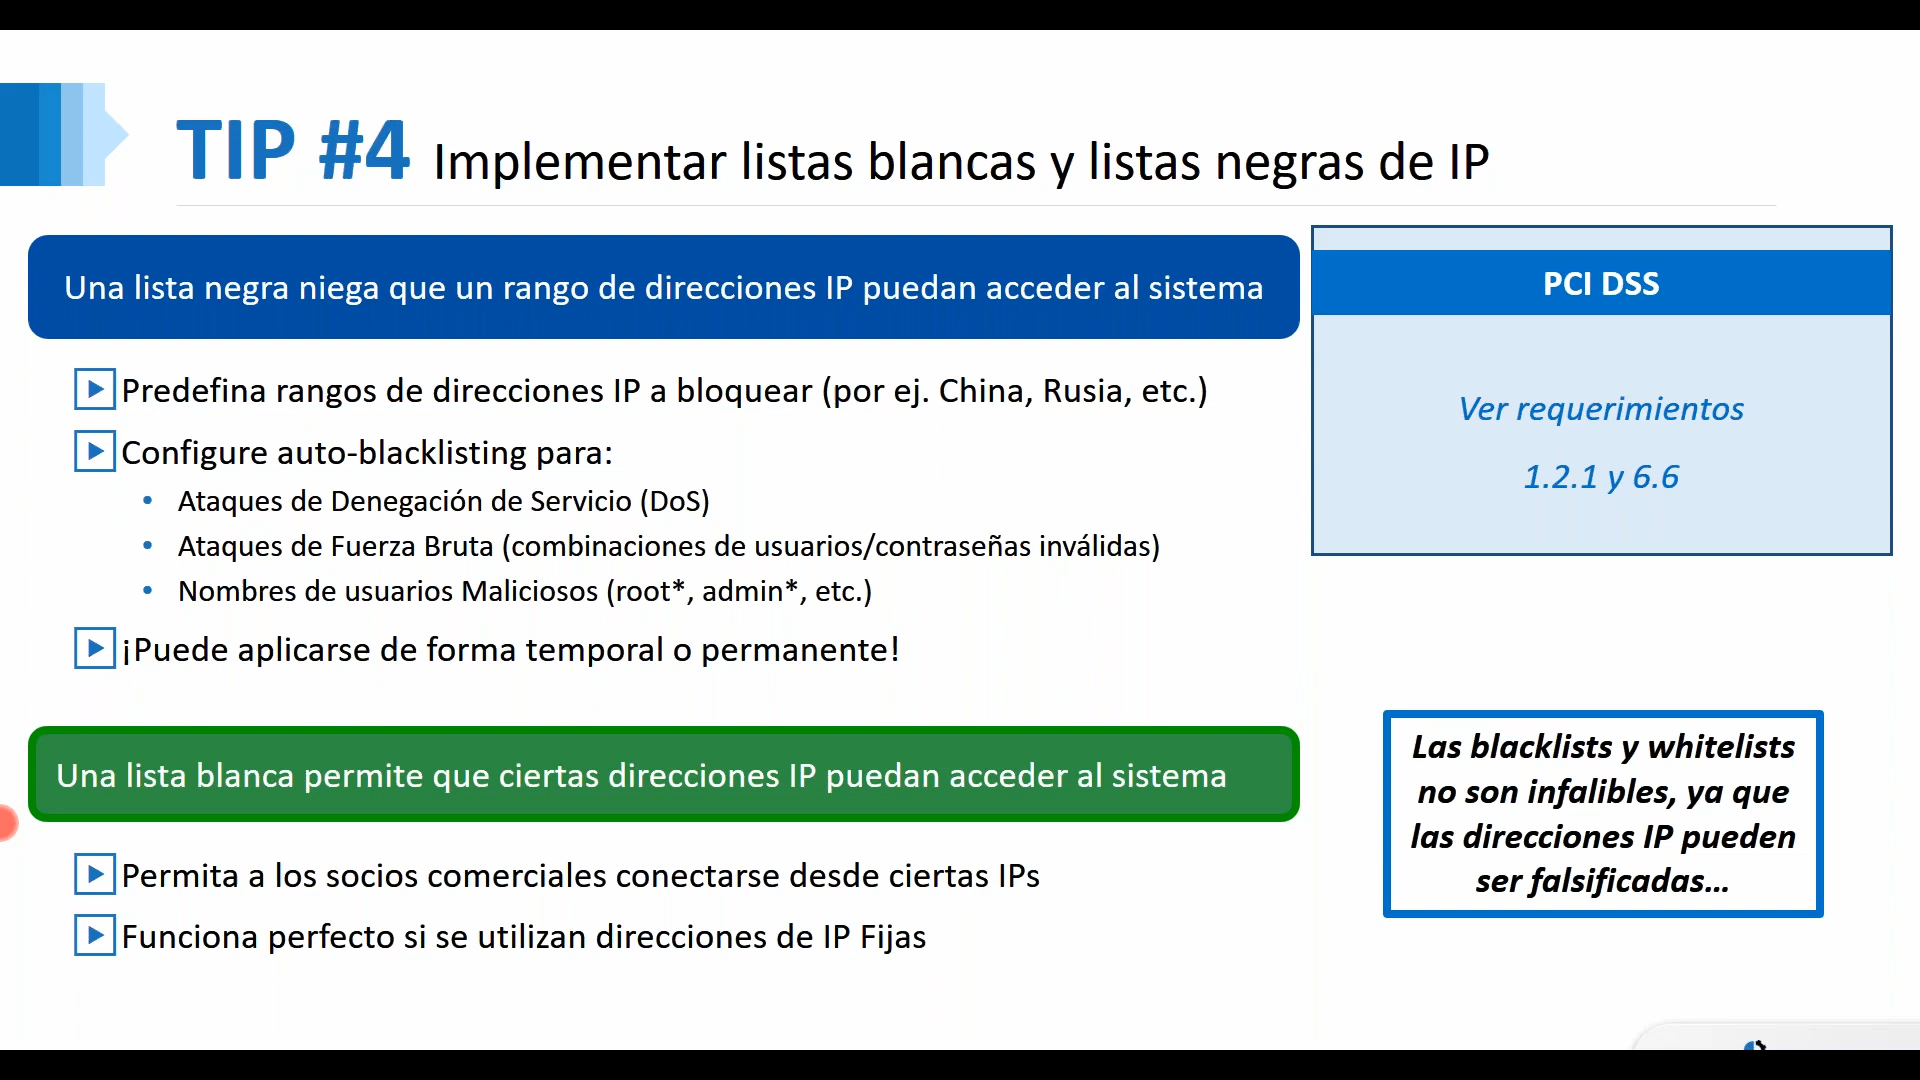 TIP #4 Implementar listas blancas y listas negras de IP
Una lista negra niega que un rango de direcciones IP puedan acceder al sistema
Predefina rangos de direcciones IP a bloquear (por ej. China, Rusia, etc.)
Configure auto-blacklisting para:
• Ataques de Denegación de Servicio (DoS)
• Ataques de Fuerza Bruta (combinaciones de usuarios/contraseñas inválidas)
• Nombres de usuarios Maliciosos (root*, admin*, etc.)
¡Puede aplicarse de forma temporal o permanente!
Una lista blanca permite que ciertas direcciones IP puedan acceder al sistema
Permita a los socios comerciales conectarse desde ciertas IPs
Funciona perfecto si se utilizan direcciones de IP Fijas
PCI DSS
Ver requerimientos
1.2.1 y 6.6
Las blacklists y whitelists
no son infalibles, ya que
las direcciones IP pueden
ser falsificadas...